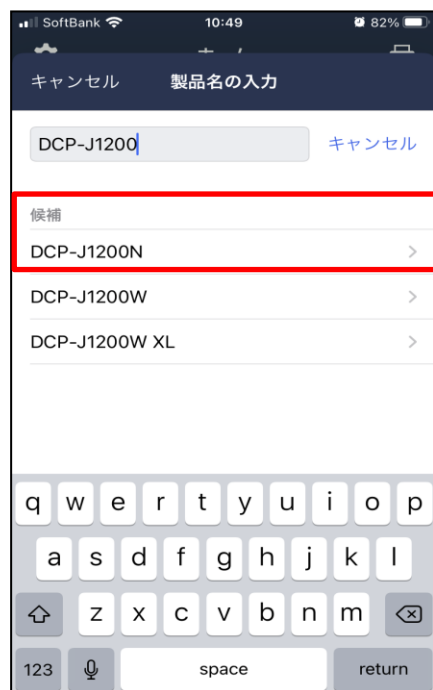 SoftBank 10:49 82%
キャンセル 製品名の入力
DCP-J1200 キャンセル
候補
DCP-J1200N
DCP-J1200W
DCP-J1200W XL
q w e r t y u i o p
a s d f g h j k l
z x c v b n m
123 space return